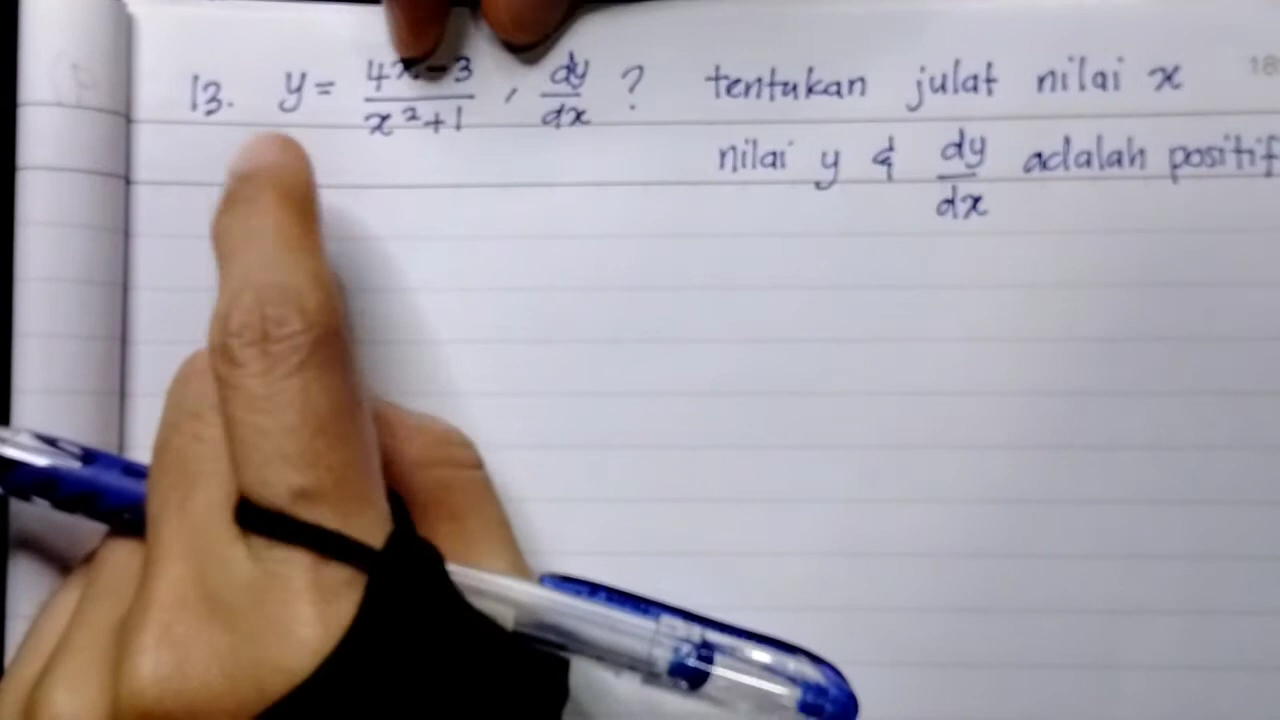 13. y = (4x-3)/(x²+1) , dy/dx ? tentukan julat nilai x
nilai y & dy/dx adalah positif